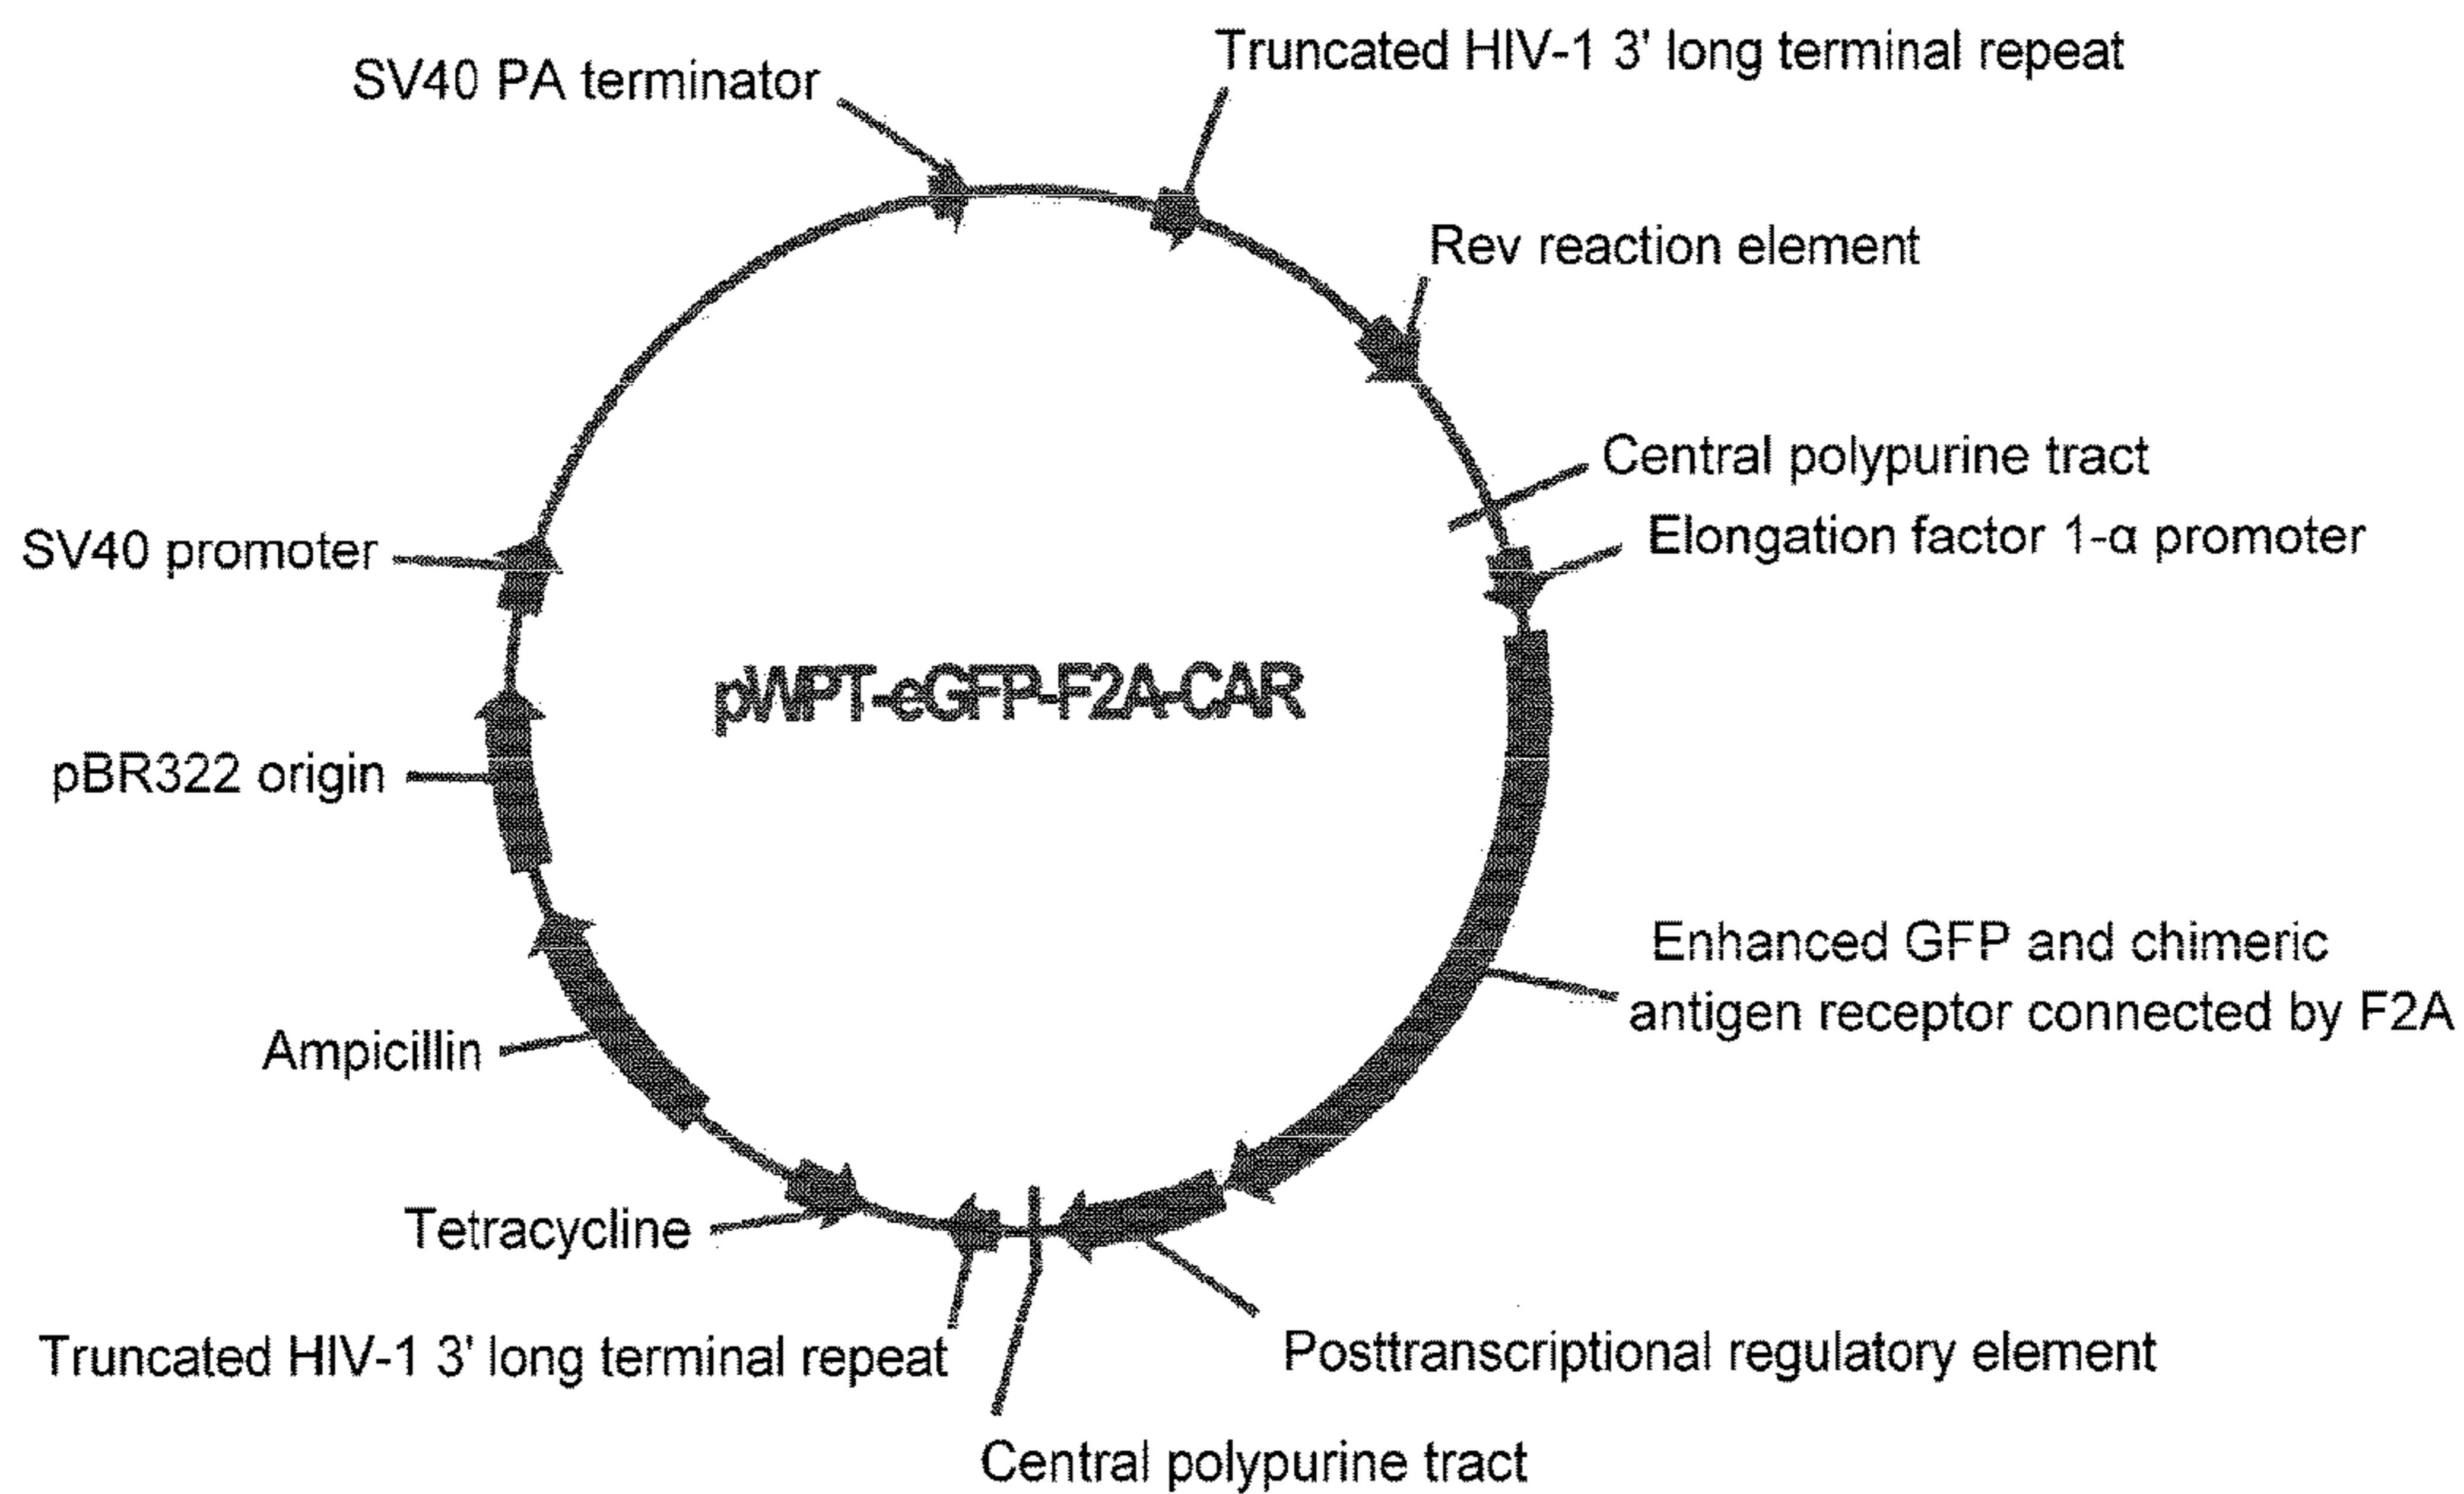 Truncated HIV-1 3' long terminal repeat
SV40 PA terminator
Rev reaction element
Central polypurine tract
Elongation factor 1-α promoter
SV40 promoter
pWPT-eGFP-F2A-CAR
pBR322 origin
Enhanced GFP and chimeric
antigen receptor connected by F2A
Ampicillin
Tetracycline
Truncated HIV-1 3' long terminal repeat
Posttranscriptional regulatory element
Central polypurine tract